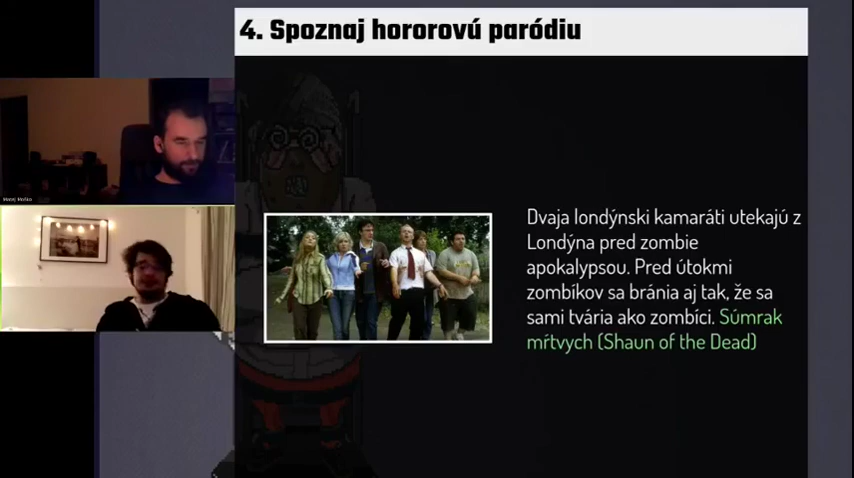 4. Spoznaj hororovú paródiu
Dvaja londýnski kamaráti utekajú z
Londýna pred zombie
apokalypsou. Pred útokmi
zombíkov sa bránia aj tak, že sa
sami tvária ako zombíci. Súmrak
mŕtvych (Shaun of the Dead)